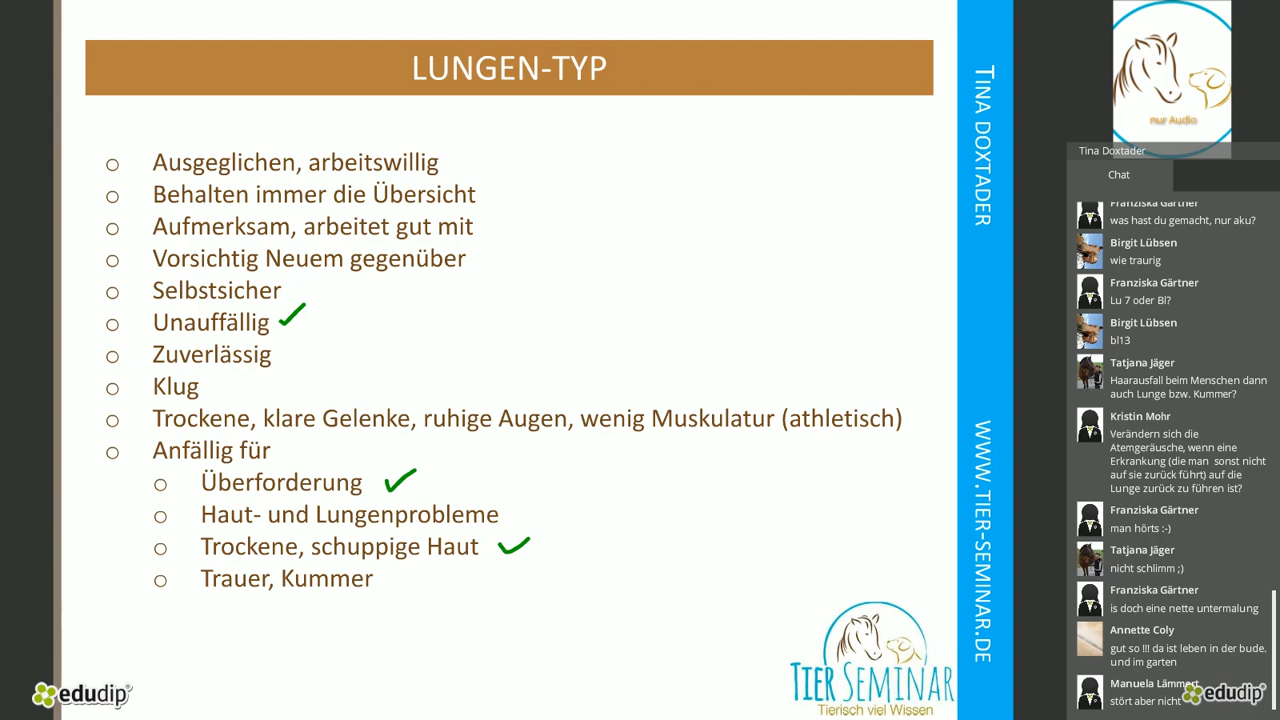 LUNGEN-TYP
o Ausgeglichen, arbeitswillig
o Behalten immer die Übersicht
o Aufmerksam, arbeitet gut mit
o Vorsichtig Neuem gegenüber
o Selbstsicher
o Unauffällig
o Zuverlässig
o Klug
o Trockene, klare Gelenke, ruhige Augen, wenig Muskulatur (athletisch)
o Anfällig für
o Überforderung
o Haut- und Lungenprobleme
o Trockene, schuppige Haut
o Trauer, Kummer
TIER SEMINAR
Tierisch viel Wissen
edudip®
TINA DOXTADER
WWW.TIER-SEMINAR.DE
nur Audio
Tina Doxtader
Chat
Franziska Gärtner
was hast du gemacht, nur aku?
Birgit Lübsen
wie traurig
Franziska Gärtner
Lu 7 oder Bl?
Birgit Lübsen
bl13
Tatjana Jäger
Haarausfall beim Menschen dann
auch Lunge bzw. Kummer?
Kristin Mohr
Verändern sich die
Atemgeräusche, wenn eine
Erkrankung (die man sonst nicht
auf sie zurück führt) auf die
Lunge zurück zu führen ist?
Franziska Gärtner
man hörts :-)
Tatjana Jäger
nicht schlimm ;)
Franziska Gärtner
is doch eine nette untermalung
Annette Coly
gut so !!! da ist leben in der bude.
und im garten
Manuela Lämmert
stört aber nicht
edudip®